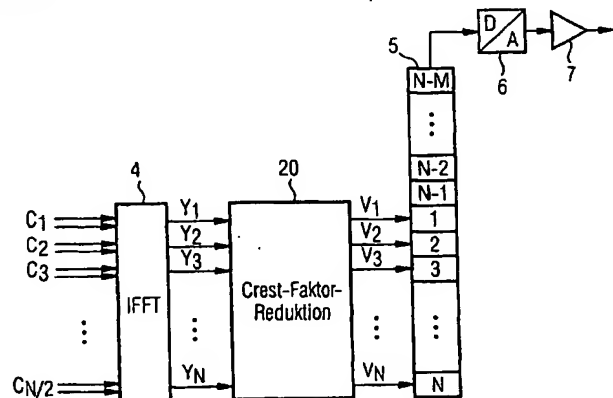 5
D
A
6
7
N-M
⋮
N-2
N-1
1
2
3
⋮
N
4
IFFT
C1
C2
C3
⋮
CN/2
Y1
Y2
Y3
⋮
YN
20
Crest-Faktor-
Reduktion
V1
V2
V3
⋮
VN